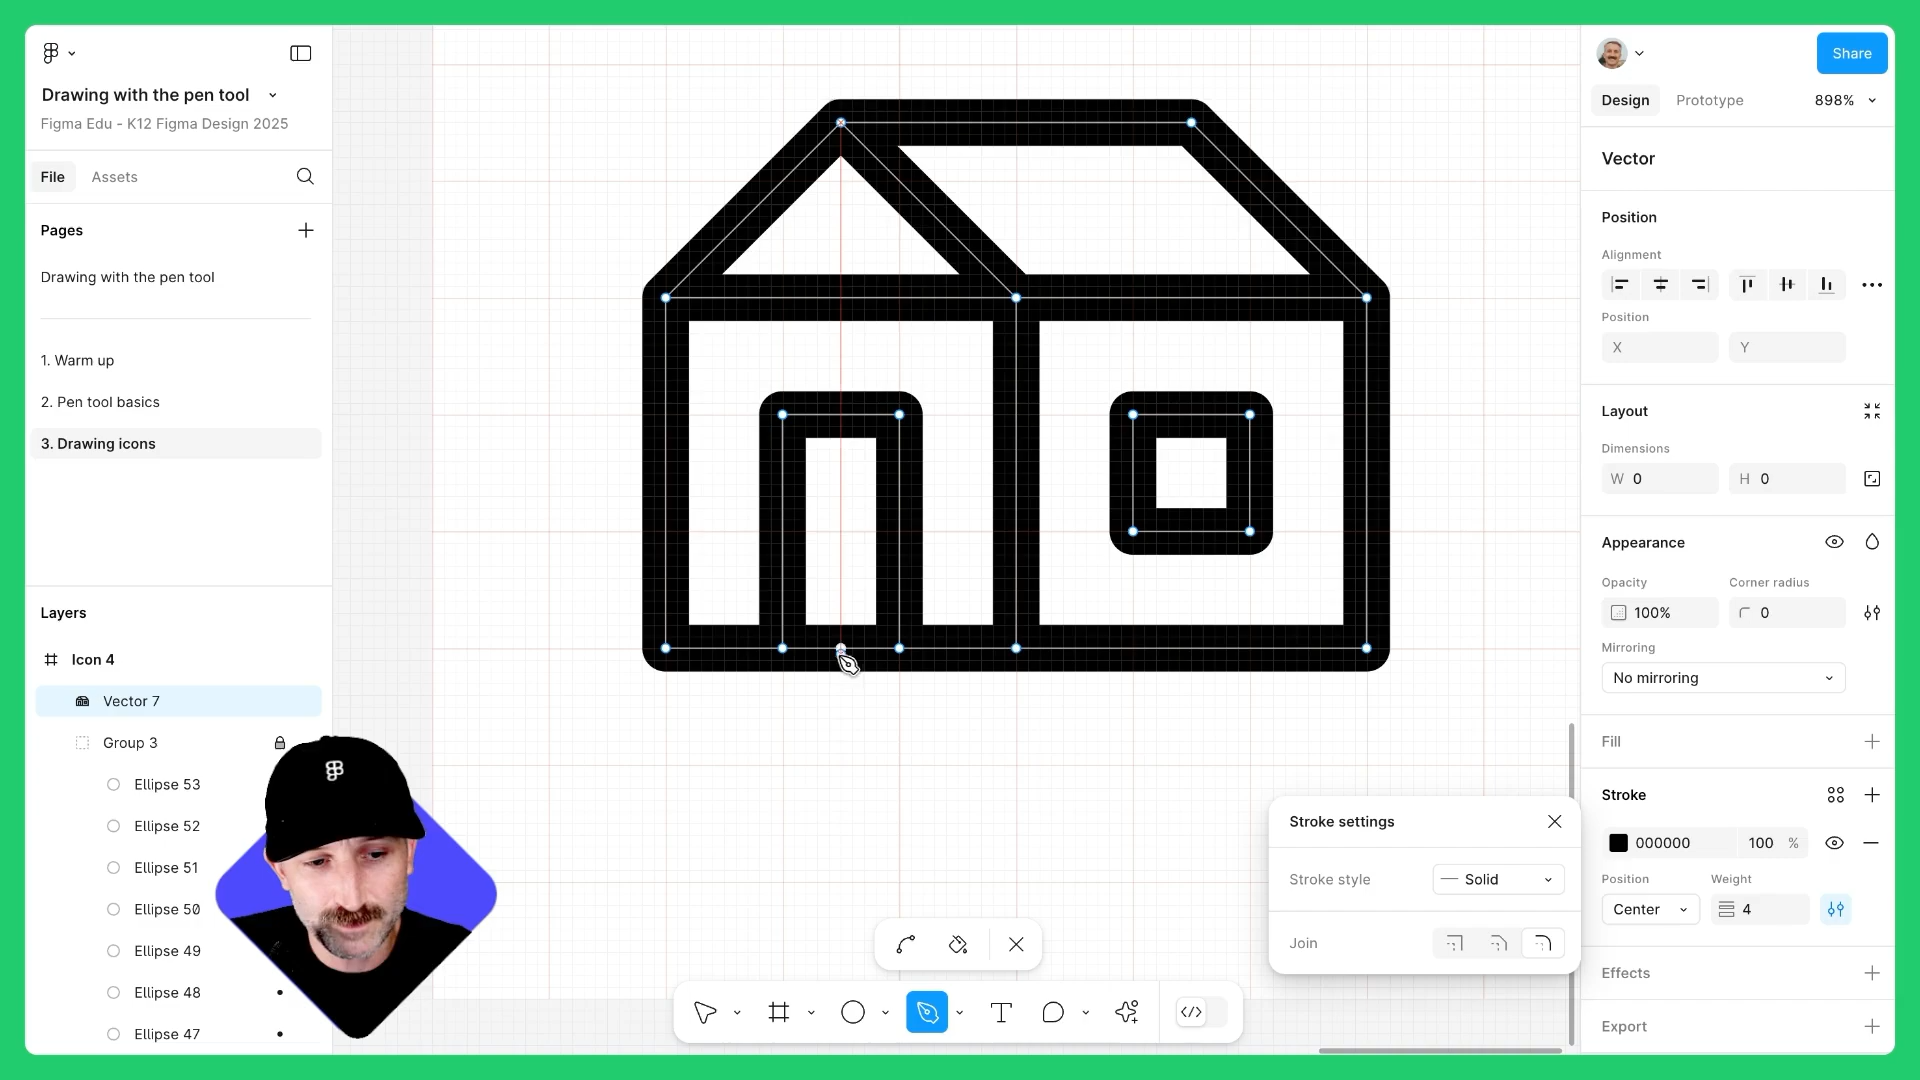 Drawing with the pen tool
Figma Edu - K12 Figma Design 2025
File
Assets
Pages
Drawing with the pen tool
1. Warm up
2. Pen tool basics
3. Drawing icons
Layers
Icon 4
Vector 7
Group 3
Ellipse 53
Ellipse 52
Ellipse 51
Ellipse 50
Ellipse 49
Ellipse 48
Ellipse 47
Stroke settings
Stroke style
Solid
Join
Share
Design
Prototype
898%
Vector
Position
Alignment
Position
X
Y
Layout
Dimensions
W 0
H 0
Appearance
Opacity
Corner radius
100%
0
Mirroring
No mirroring
Fill
Stroke
000000
100 %
Position
Weight
Center
4
Effects
Export